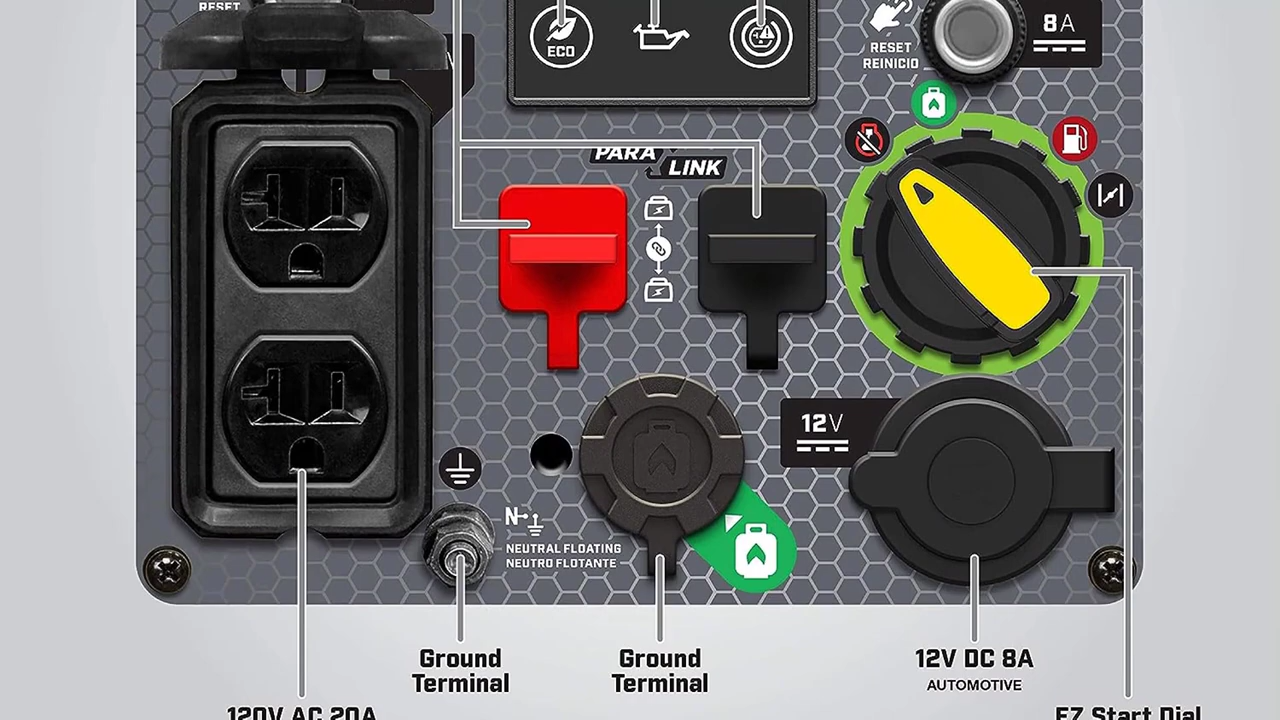 RESET
ECO
RESET
REINICIO
8A
PARA
LINK
12V
N
NEUTRAL FLOATING
NEUTRO FLOTANTE
Ground
Terminal
Ground
Terminal
12V DC 8A
AUTOMOTIVE
120V AC 20A
EZ Start Dial